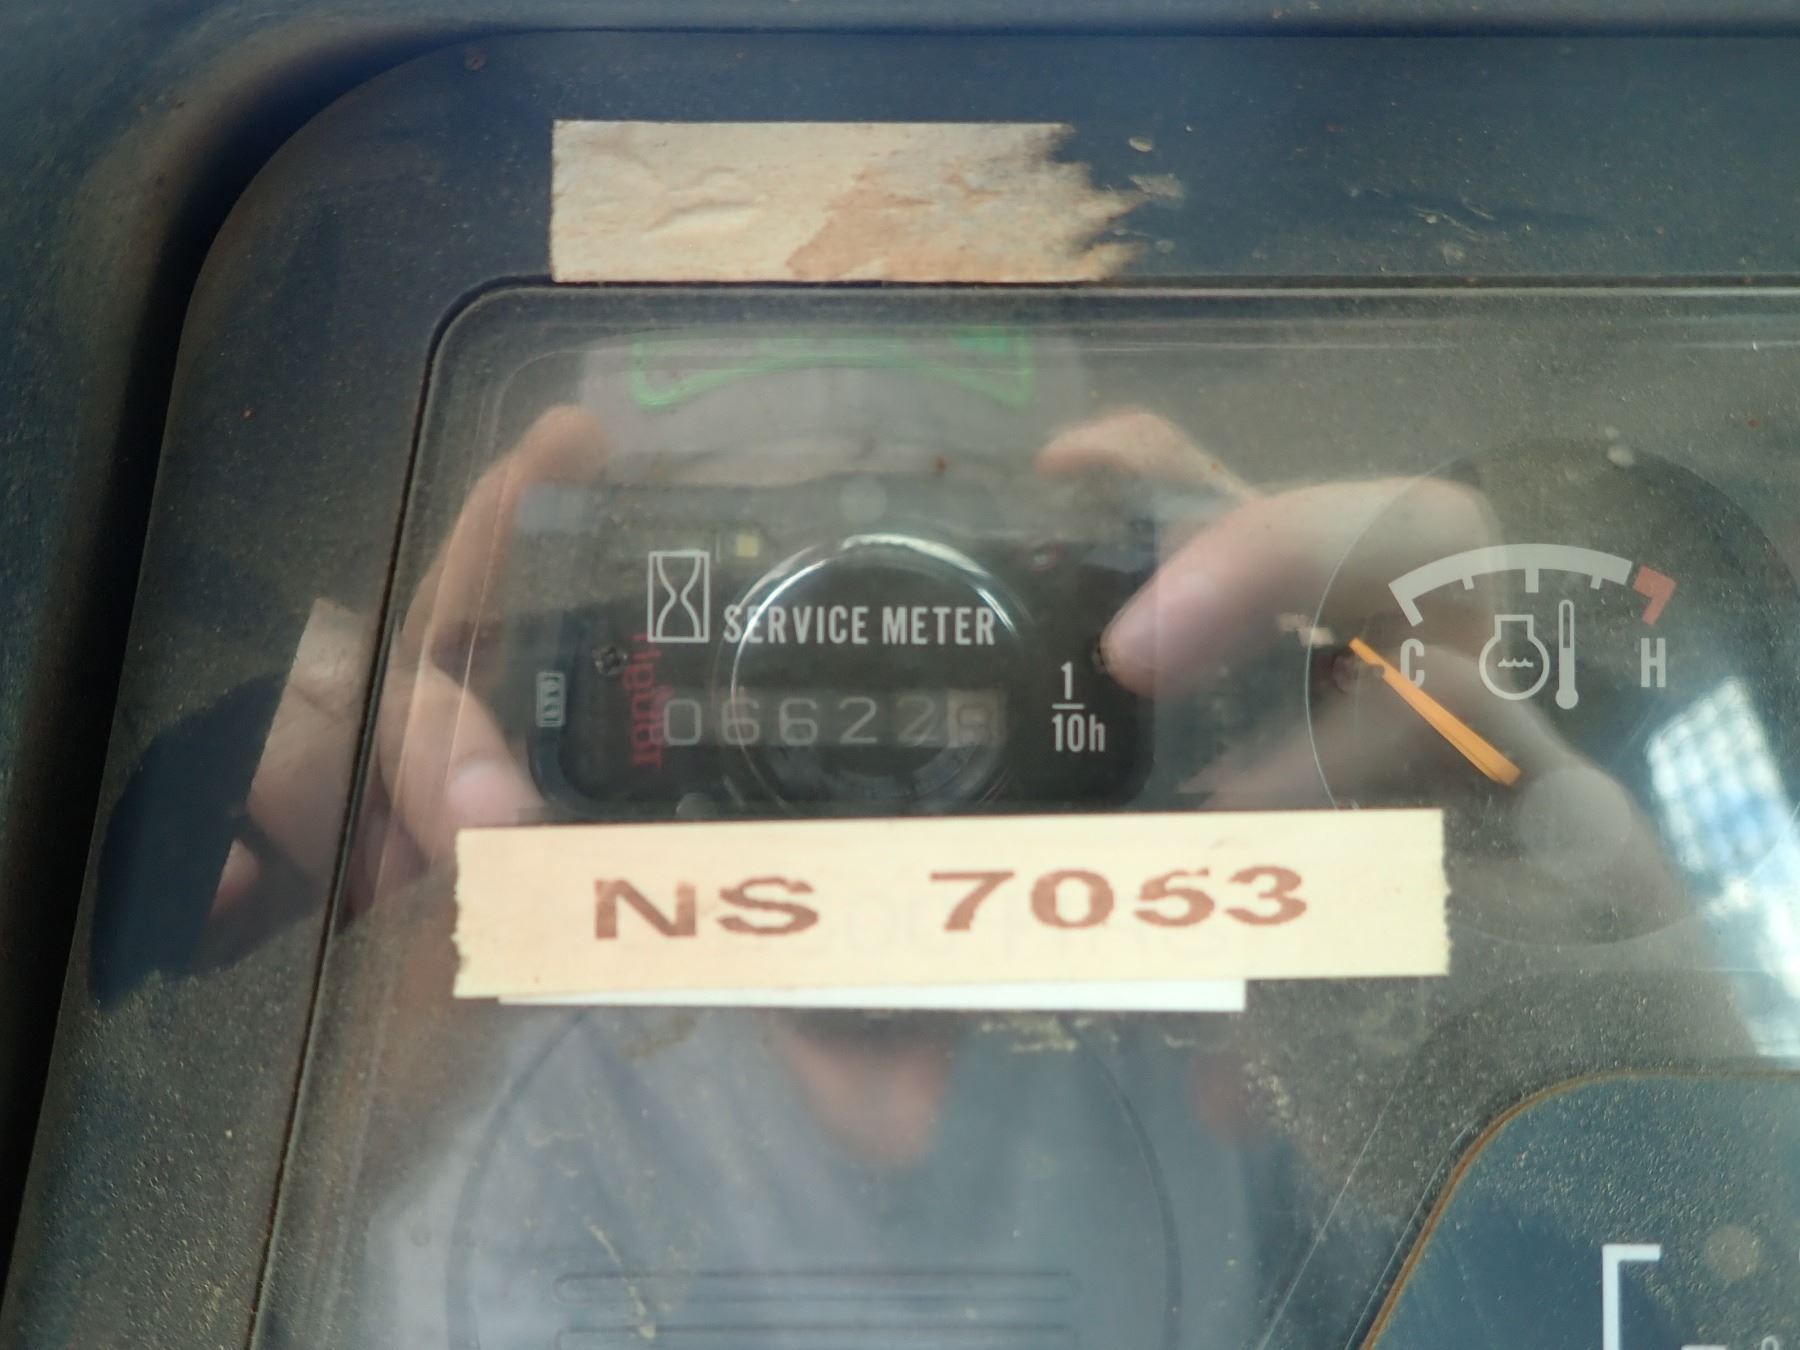 SERVICE METER
06622
1
10h
C
H
NS 7053